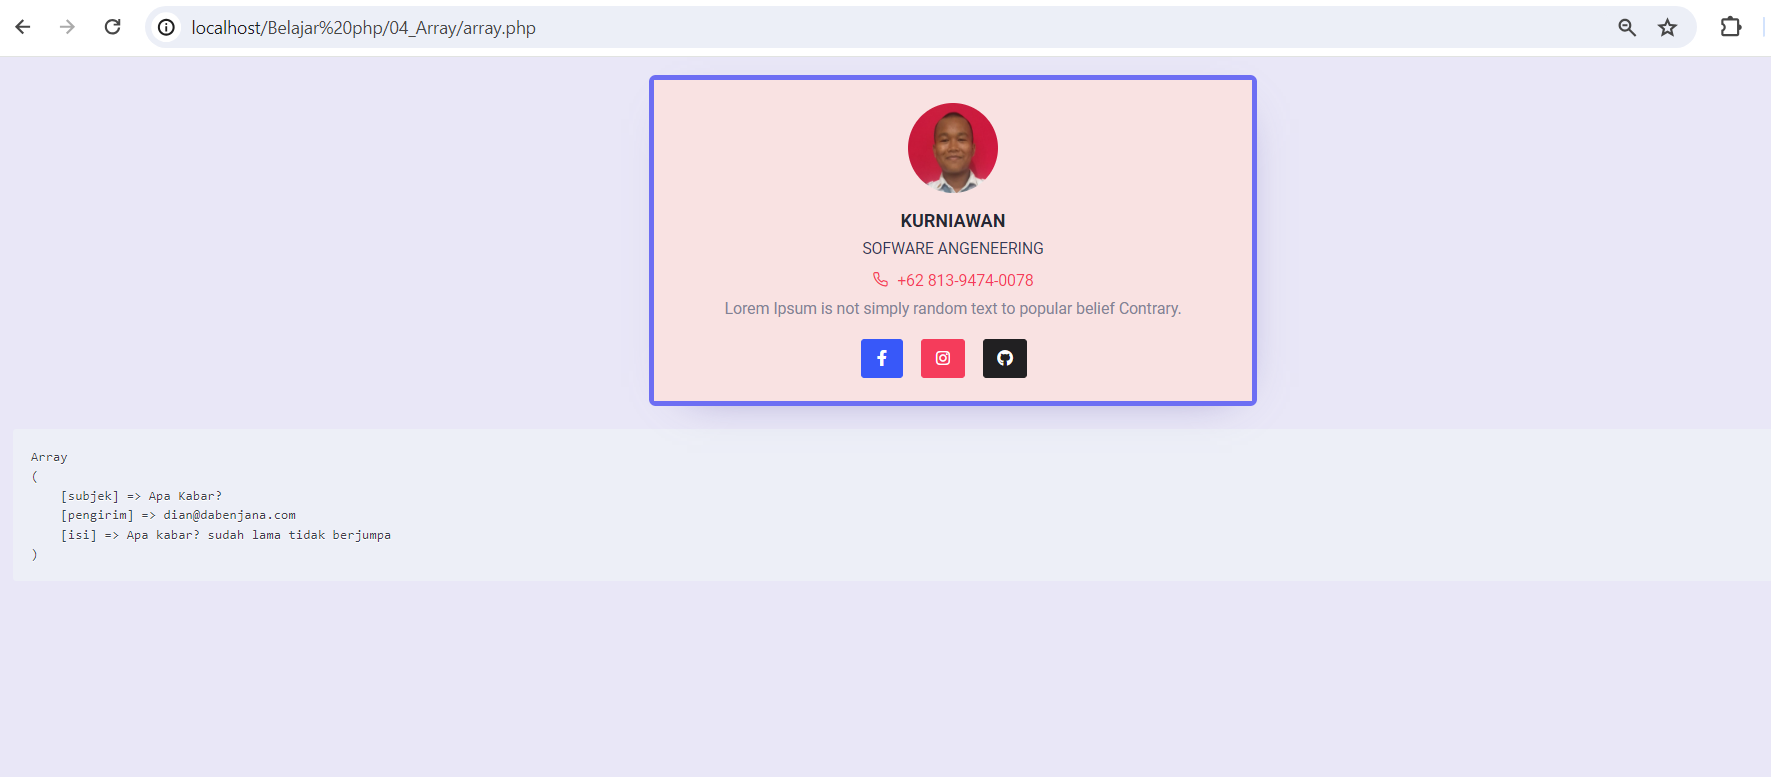 localhost/Belajar%20php/04_Array/array.php
KURNIAWAN
SOFWARE ANGENEERING
+62 813-9474-0078
Lorem Ipsum is not simply random text to popular belief Contrary.
Array
(
[subjek] => Apa Kabar?
[pengirim] => dian@dabenjana.com
[isi] => Apa kabar? sudah lama tidak berjumpa
)